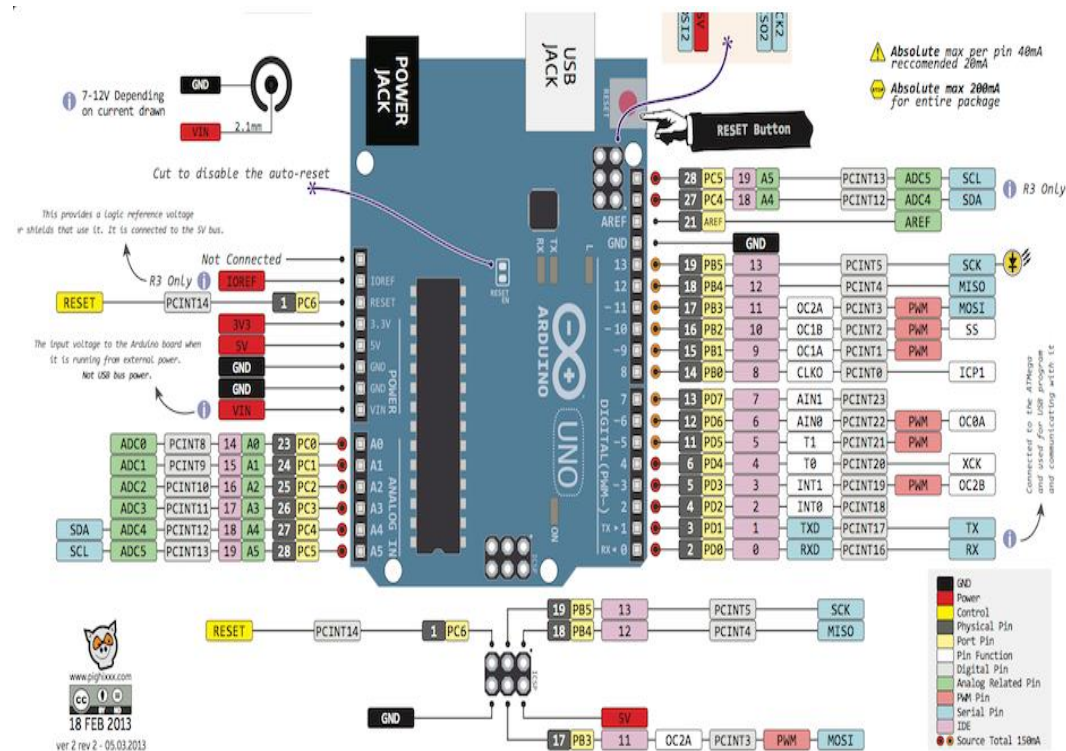 GND
7-12V Depending
on current drawn
VIN
2.1mm
POWER
JACK
USB
JACK
RESET
RESET Button
Absolute max per pin 40mA
reccomended 20mA
Absolute max 200mA
for entire package
Cut to disable the auto-reset
This provides a logic reference voltage
r shields that use it. It is connected to the 5V bus.
Not Connected
R3 Only IOREF
RESET PCINT14 1 PC6
3V3
5V
GND
GND
VIN
The input voltage to the Arduino board when
it is running from external power.
Not USB bus power.
ADC0 PCINT8 14 A0 23 PC0
ADC1 PCINT9 15 A1 24 PC1
ADC2 PCINT10 16 A2 25 PC2
ADC3 PCINT11 17 A3 26 PC3
SDA ADC4 PCINT12 18 A4 27 PC4
SCL ADC5 PCINT13 19 A5 28 PC5
IOREF
RESET
3.3V
5V
GND
GND
VIN
POWER
A0
A1
A2
A3
A4
A5
ANALOG IN
RESET
EN
RX
TX
L
ARDUINO
UNO
ON
ICSP
AREF
GND
13
12
~11
~10
~9
8
7
~6
~5
4
~3
2
TX▸1
RX◂0
DIGITAL(PWM~)
28 PC5 19 A5 PCINT13 ADC5 SCL
27 PC4 18 A4 PCINT12 ADC4 SDA
R3 Only
21 AREF AREF
GND
19 PB5 13 PCINT5 SCK
18 PB4 12 PCINT4 MISO
17 PB3 11 OC2A PCINT3 PWM MOSI
16 PB2 10 OC1B PCINT2 PWM SS
15 PB1 9 OC1A PCINT1 PWM
14 PB0 8 CLKO PCINT0 ICP1
13 PD7 7 AIN1 PCINT23
12 PD6 6 AIN0 PCINT22 PWM OC0A
11 PD5 5 T1 PCINT21 PWM
6 PD4 4 T0 PCINT20 XCK
5 PD3 3 INT1 PCINT19 PWM OC2B
4 PD2 2 INT0 PCINT18
3 PD1 1 TXD PCINT17 TX
2 PD0 0 RXD PCINT16 RX
Connected to the ATMega
and used for USB program
and communicating with it
19 PB5 13 PCINT5 SCK
18 PB4 12 PCINT4 MISO
RESET PCINT14 1 PC6
ICSP
GND
5V
17 PB3 11 OC2A PCINT3 PWM MOSI
GND
Power
Control
Physical Pin
Port Pin
Pin Function
Digital Pin
Analog Related Pin
PWM Pin
Serial Pin
IDE
Source Total 150mA
www.pighixxx.com
cc
BY ND
18 FEB 2013
ver 2 rev 2 - 05.03.2013